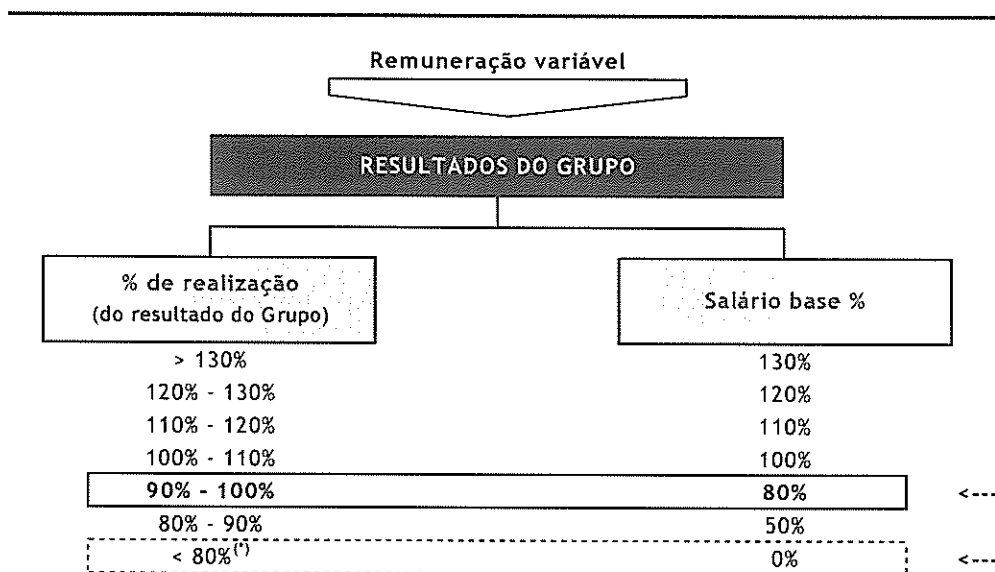 Remuneração variável
RESULTADOS DO GRUPO
% de realização
(do resultado do Grupo)
Salário base %
> 130% 130%
120% - 130% 120%
110% - 120% 110%
100% - 110% 100%
90% - 100% 80% <---
80% - 90% 50%
< 80%(*) 0% <---